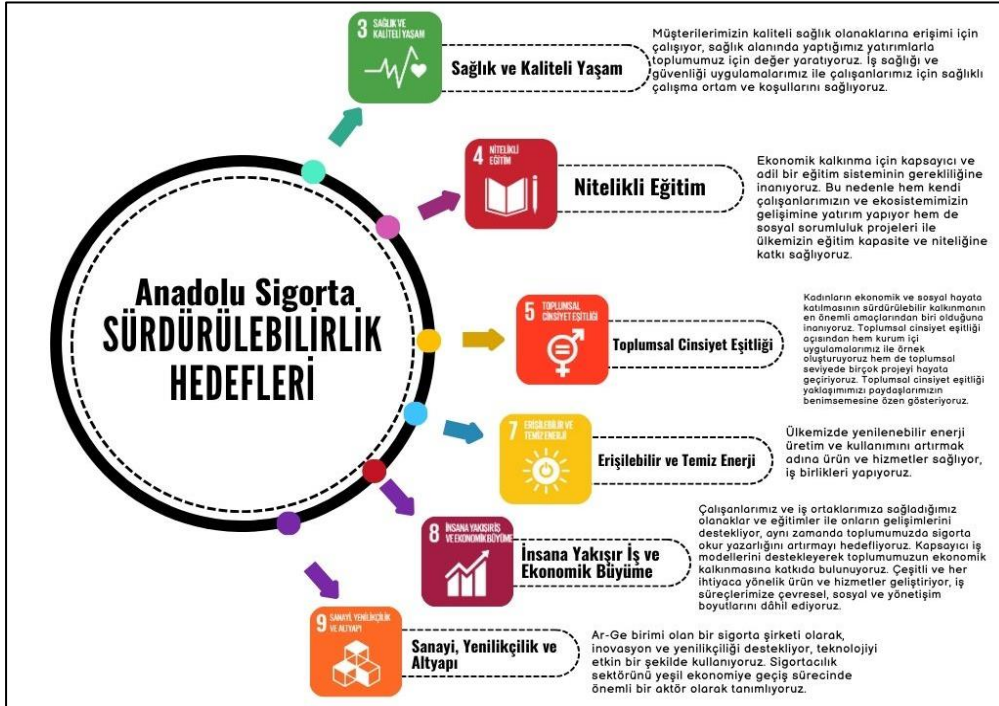 Anadolu Sigorta
SÜRDÜRÜLEBİLİRLİK
HEDEFLERİ
3 SAĞLIK VE
KALİTELİ YAŞAM
Sağlık ve Kaliteli Yaşam
Müşterilerimizin kaliteli sağlık olanaklarına erişimi için
çalışıyor, sağlık alanında yaptığımız yatırımlarla
toplumumuz için değer yaratıyoruz. İş sağlığı ve
güvenliği uygulamalarımız ile çalışanlarımız için sağlıklı
çalışma ortam ve koşullarını sağlıyoruz.
4 NİTELİKLİ
EĞİTİM
Nitelikli Eğitim
Ekonomik kalkınma için kapsayıcı ve
adil bir eğitim sisteminin gerekliliğine
inanıyoruz. Bu nedenle hem kendi
çalışanlarımızın ve ekosistemimizin
gelişimine yatırım yapıyor hem de
sosyal sorumluluk projeleri ile
ülkemizin eğitim kapasite ve niteliğine
katkı sağlıyoruz.
5 TOPLUMSAL
CİNSİYET EŞİTLİĞİ
Toplumsal Cinsiyet Eşitliği
Kadınların ekonomik ve sosyal hayata
katılmasının sürdürülebilir kalkınmanın
en önemli amaçlarından biri olduğuna
inanıyoruz. Toplumsal cinsiyet eşitliği
açısından hem kurum içi
uygulamalarımız ile örnek
oluşturuyoruz hem de toplumsal
seviyede birçok projeyi hayata
geçiriyoruz. Toplumsal cinsiyet eşitliği
yaklaşımımızı paydaşlarımızın
benimsemesine özen gösteriyoruz.
7 ERİŞİLEBİLİR VE
TEMİZ ENERJİ
Erişilebilir ve Temiz Enerji
Ülkemizde yenilenebilir enerji
üretim ve kullanımını artırmak
adına ürün ve hizmetler sağlıyor,
iş birlikleri yapıyoruz.
8 İNSANA YAKIŞIR İŞ
VE EKONOMİK BÜYÜME
İnsana Yakışır İş ve
Ekonomik Büyüme
Çalışanlarımız ve iş ortaklarımıza sağladığımız
olanaklar ve eğitimler ile onların gelişimlerini
destekliyor, aynı zamanda toplumumuzda sigorta
okur yazarlığını artırmayı hedefliyoruz. Kapsayıcı iş
modellerini destekleyerek toplumumuzun ekonomik
kalkınmasına katkıda bulunuyoruz. Çeşitli ve her
ihtiyaca yönelik ürün ve hizmetler geliştiriyor, iş
süreçlerimize çevresel, sosyal ve yönetişim
boyutlarını dâhil ediyoruz.
9 SANAYİ, YENİLİKÇİLİK
VE ALTYAPI
Sanayi, Yenilikçilik ve
Altyapı
Ar-Ge birimi olan bir sigorta şirketi olarak,
inovasyon ve yenilikçiliği destekliyor, teknolojiyi
etkin bir şekilde kullanıyoruz. Sigortacılık
sektörünü yeşil ekonomiye geçiş sürecinde
önemli bir aktör olarak tanımlıyoruz.